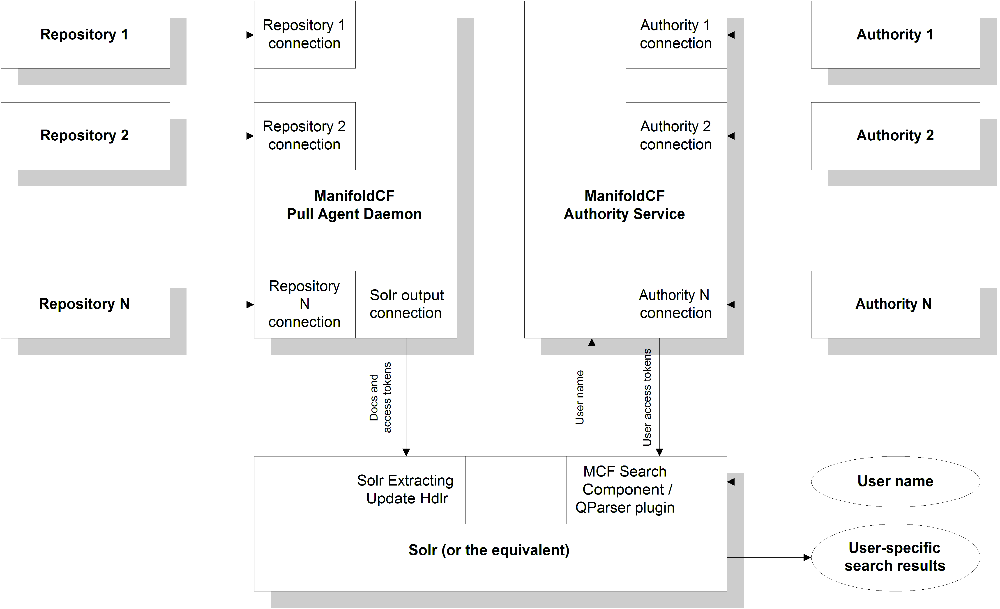 Repository 1
Repository 1
connection
Authority 1
connection
Authority 1
Repository 2
Repository 2
connection
Authority 2
connection
Authority 2
ManifoldCF
Pull Agent Daemon
ManifoldCF
Authority Service
Repository N
Repository
N
connection
Solr output
connection
Authority N
connection
Authority N
Docs and
access tokens
User name
User access tokens
Solr Extracting
Update Hdlr
MCF Search
Component /
QParser plugin
User name
Solr (or the equivalent)
User-specific
search results